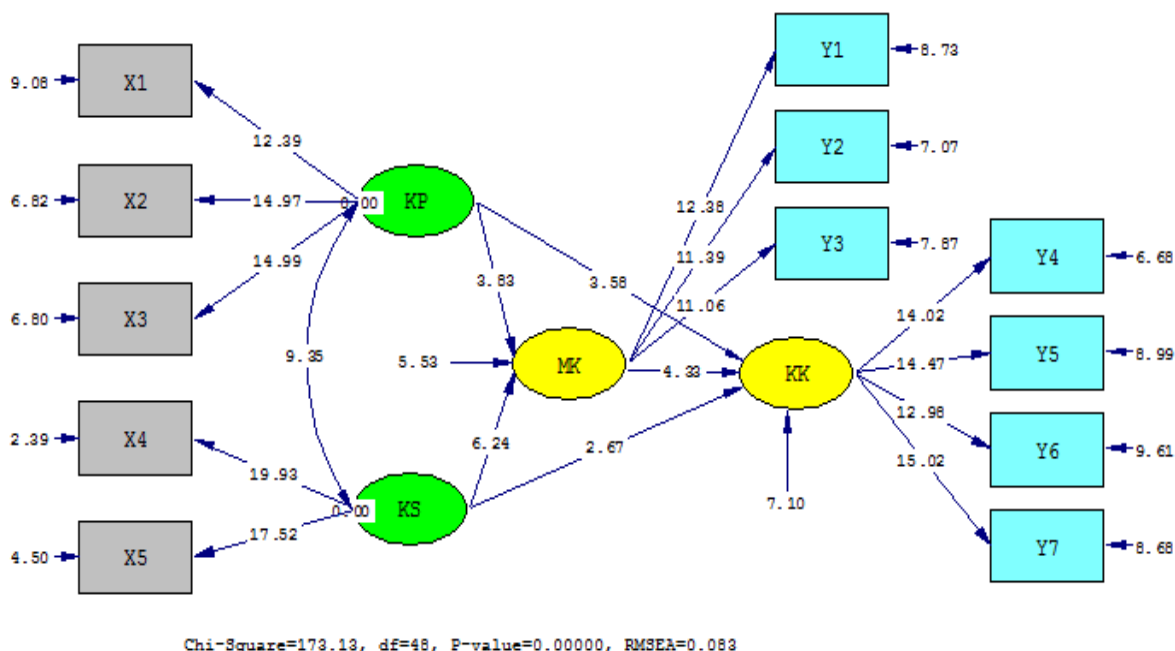 9.08
X1
12.39
6.82
X2
14.97
0.00
KP
14.99
6.80
X3
9.35
2.39
X4
19.93
0.00
KS
17.52
4.50
X5
3.83
3.58
5.53
MK
6.24
4.33
2.67
KK
7.10
Y1
8.73
12.38
Y2
7.07
11.39
Y3
7.87
11.06
Y4
6.68
14.02
Y5
8.99
14.47
Y6
9.61
12.98
Y7
8.68
15.02
Chi-Square=173.13, df=48, P-value=0.00000, RMSEA=0.083